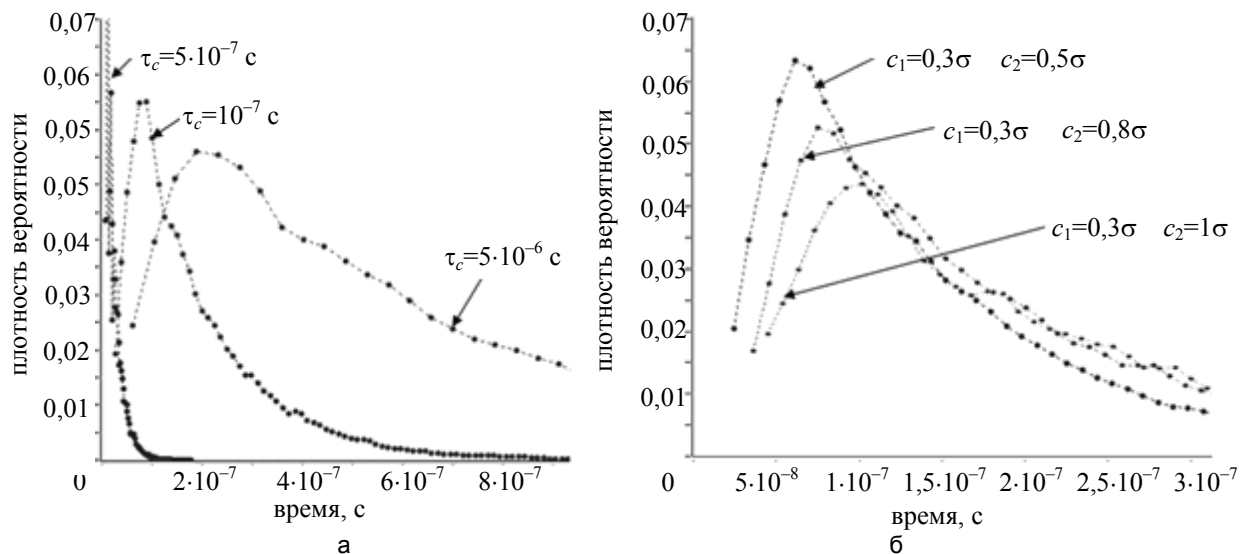 плотность вероятности
0,07
0,06
0,05
0,04
0,03
0,02
0,01
0
τc=5·10⁻⁷ с
τc=10⁻⁷ с
τc=5·10⁻⁶ с
2·10⁻⁷
4·10⁻⁷
6·10⁻⁷
8·10⁻⁷
время, с
а
плотность вероятности
0,07
0,06
0,05
0,04
0,03
0,02
0,01
0
c1=0,3σ c2=0,5σ
c1=0,3σ c2=0,8σ
c1=0,3σ c2=1σ
5·10⁻⁸
1·10⁻⁷
1,5·10⁻⁷
2·10⁻⁷
2,5·10⁻⁷
3·10⁻⁷
время, с
б